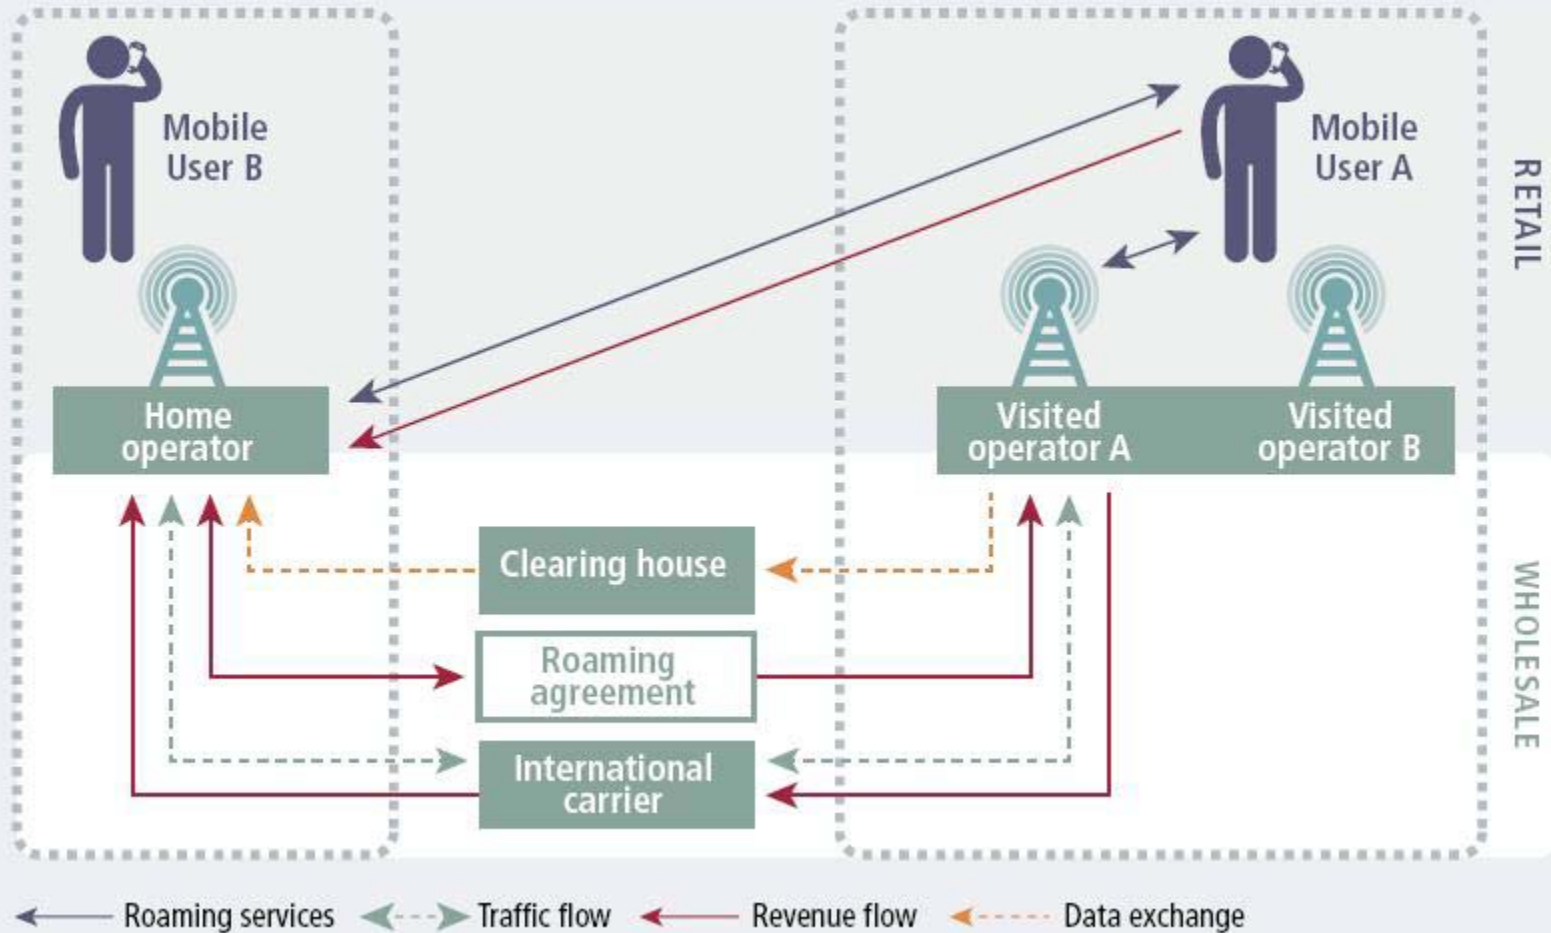 Mobile
User B
Mobile
User A
RETAIL
Home
operator
Visited
operator A
Visited
operator B
Clearing house
Roaming
agreement
International
carrier
WHOLESALE
Roaming services
Traffic flow
Revenue flow
Data exchange